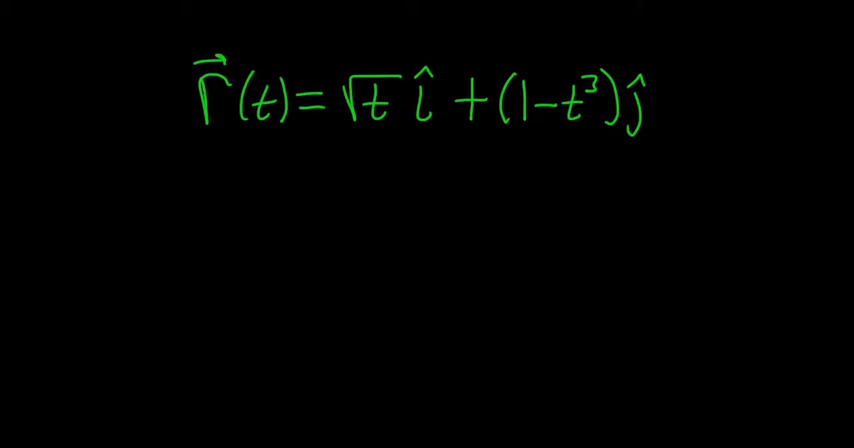 r⃗(t) = √t î + (1 − t³) ĵ